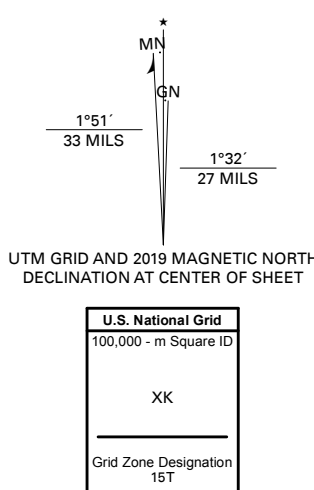 ★
MN
GN
1°51´
33 MILS
1°32´
27 MILS
UTM GRID AND 2019 MAGNETIC NORTH
DECLINATION AT CENTER OF SHEET
U.S. National Grid
100,000 - m Square ID
XK
Grid Zone Designation
15T